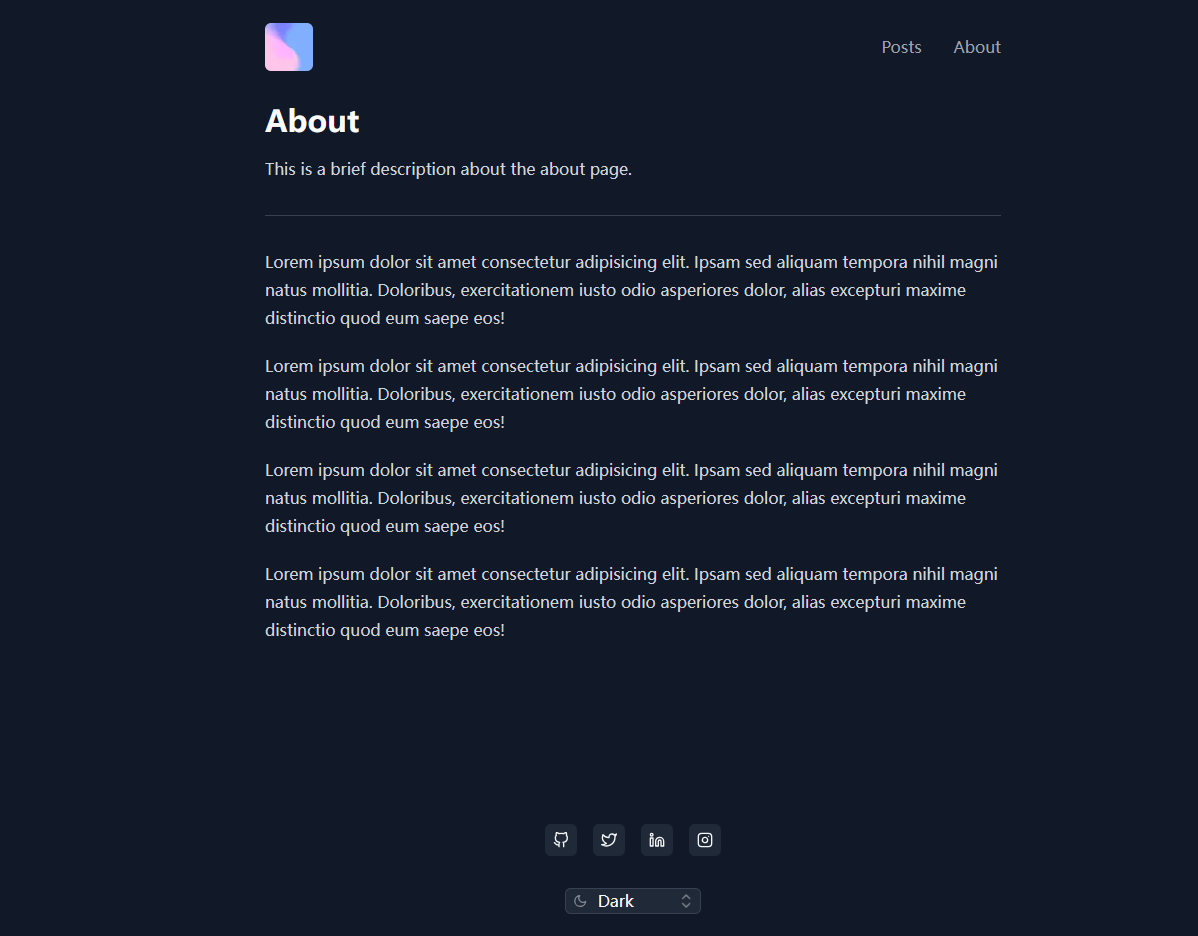 Posts About
About
This is a brief description about the about page.
Lorem ipsum dolor sit amet consectetur adipisicing elit. Ipsam sed aliquam tempora nihil magni
natus mollitia. Doloribus, exercitationem iusto odio asperiores dolor, alias excepturi maxime
distinctio quod eum saepe eos!
Lorem ipsum dolor sit amet consectetur adipisicing elit. Ipsam sed aliquam tempora nihil magni
natus mollitia. Doloribus, exercitationem iusto odio asperiores dolor, alias excepturi maxime
distinctio quod eum saepe eos!
Lorem ipsum dolor sit amet consectetur adipisicing elit. Ipsam sed aliquam tempora nihil magni
natus mollitia. Doloribus, exercitationem iusto odio asperiores dolor, alias excepturi maxime
distinctio quod eum saepe eos!
Lorem ipsum dolor sit amet consectetur adipisicing elit. Ipsam sed aliquam tempora nihil magni
natus mollitia. Doloribus, exercitationem iusto odio asperiores dolor, alias excepturi maxime
distinctio quod eum saepe eos!
Dark